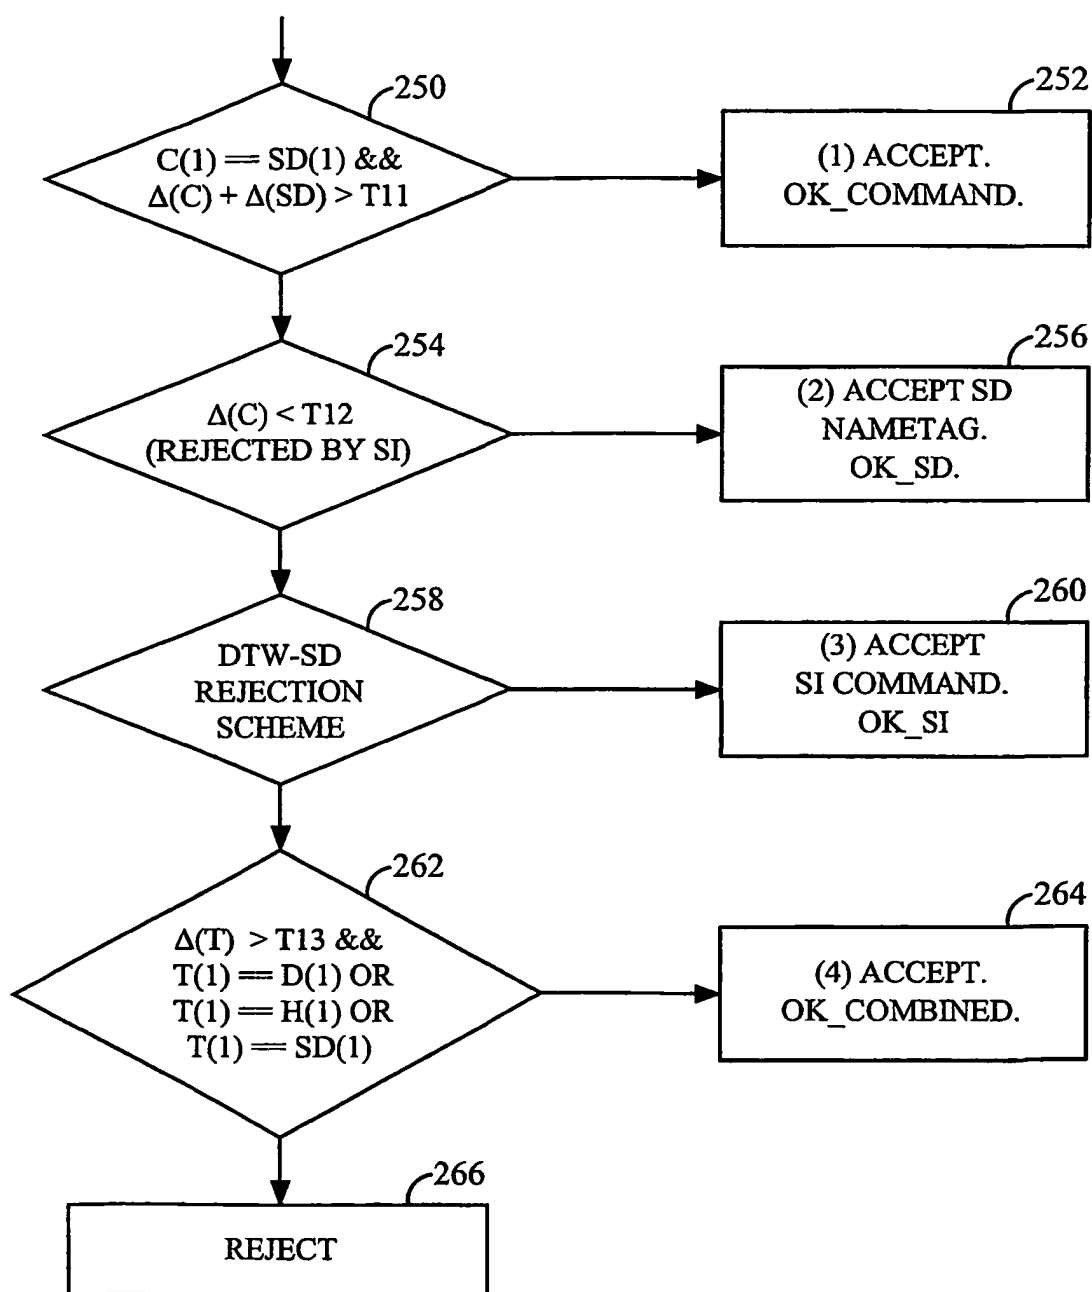 250
C(1) == SD(1) &&
Δ(C) + Δ(SD) > T11
252
(1) ACCEPT.
OK_COMMAND.
254
Δ(C) < T12
(REJECTED BY SI)
256
(2) ACCEPT SD
NAMETAG.
OK_SD.
258
DTW-SD
REJECTION
SCHEME
260
(3) ACCEPT
SI COMMAND.
OK_SI
262
Δ(T) > T13 &&
T(1) == D(1) OR
T(1) == H(1) OR
T(1) == SD(1)
264
(4) ACCEPT.
OK_COMBINED.
266
REJECT